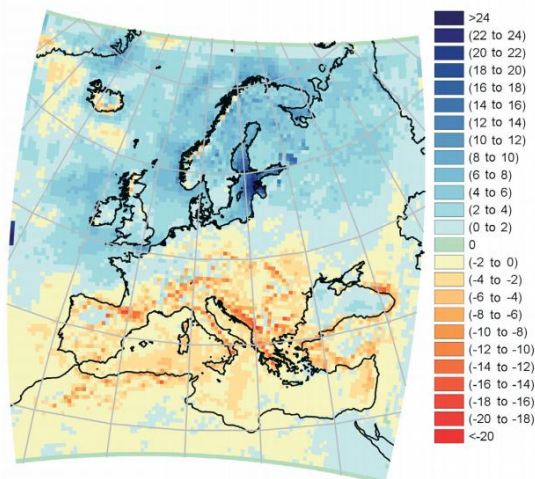 >24
(22 to 24)
(20 to 22)
(18 to 20)
(16 to 18)
(14 to 16)
(12 to 14)
(10 to 12)
(8 to 10)
(6 to 8)
(4 to 6)
(2 to 4)
(0 to 2)
0
(-2 to 0)
(-4 to -2)
(-6 to -4)
(-8 to -6)
(-10 to -8)
(-12 to -10)
(-14 to -12)
(-16 to -14)
(-18 to -16)
(-20 to -18)
<-20